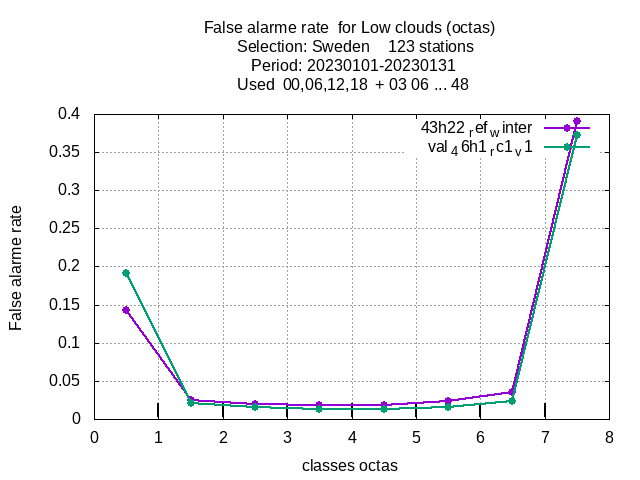 False alarme rate  for Low clouds (octas)
Selection: Sweden    123 stations
Period: 20230101-20230131
Used  00,06,12,18  + 03 06 ... 48
43h22 ref winter
val 46h1 rc1v1
0.4
0.35
0.3
0.25
0.2
0.15
0.1
0.05
0
False alarme rate
0 1 2 3 4 5 6 7 8
classes octas